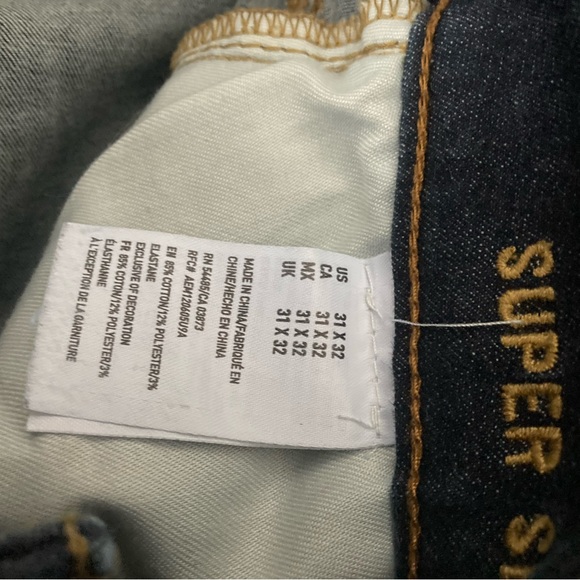 US 31 X 32
CA 31 X 32
MX 31 X 32
UK 31 X 32
MADE IN CHINA/FABRIQUÉ EN
CHINE/HECHO EN CHINA
RN 54485/CA 03873
RFC# AEM120605U9A
EN 85% COTTON/12% POLYESTER/3%
ELASTANE
EXCLUSIVE OF DECORATION
FR 85% COTON/12% POLYESTER/3%
ÉLASTHANNE
À L'EXCEPTION DE LA GARNITURE
SUPER